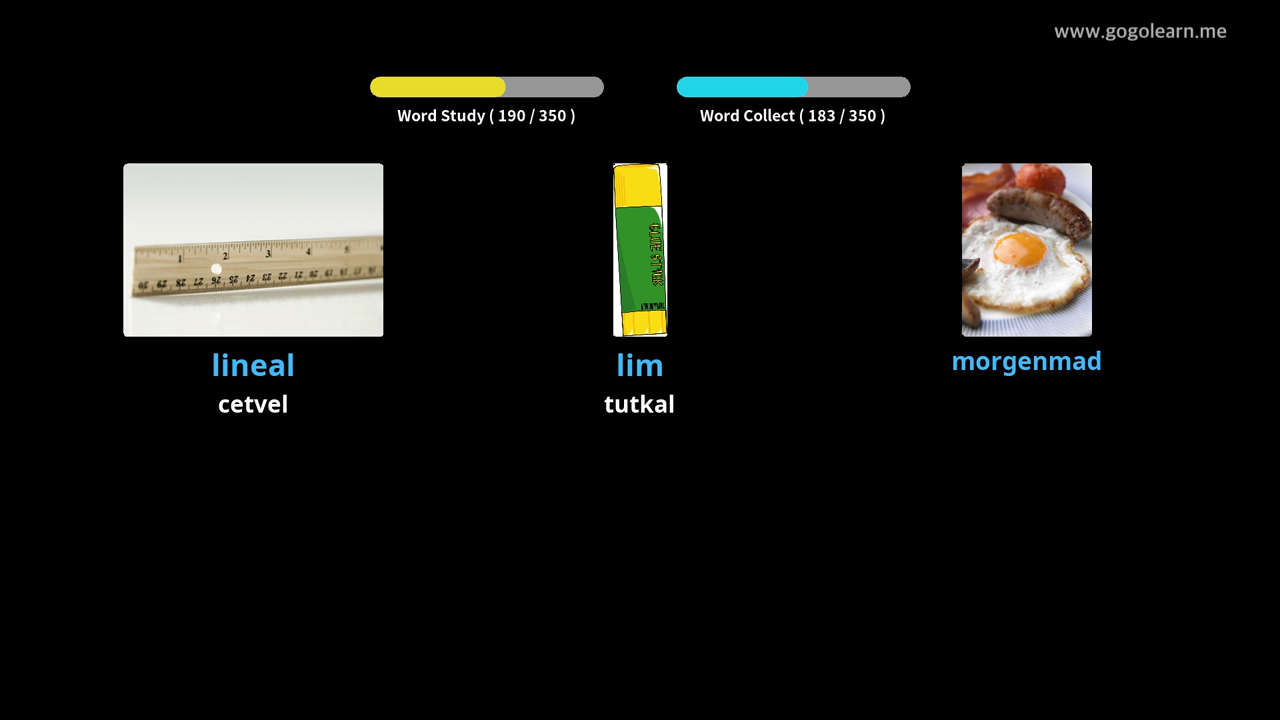 www.gogolearn.me
Word Study ( 190 / 350 )
Word Collect ( 183 / 350 )
lineal
lim
morgenmad
cetvel
tutkal